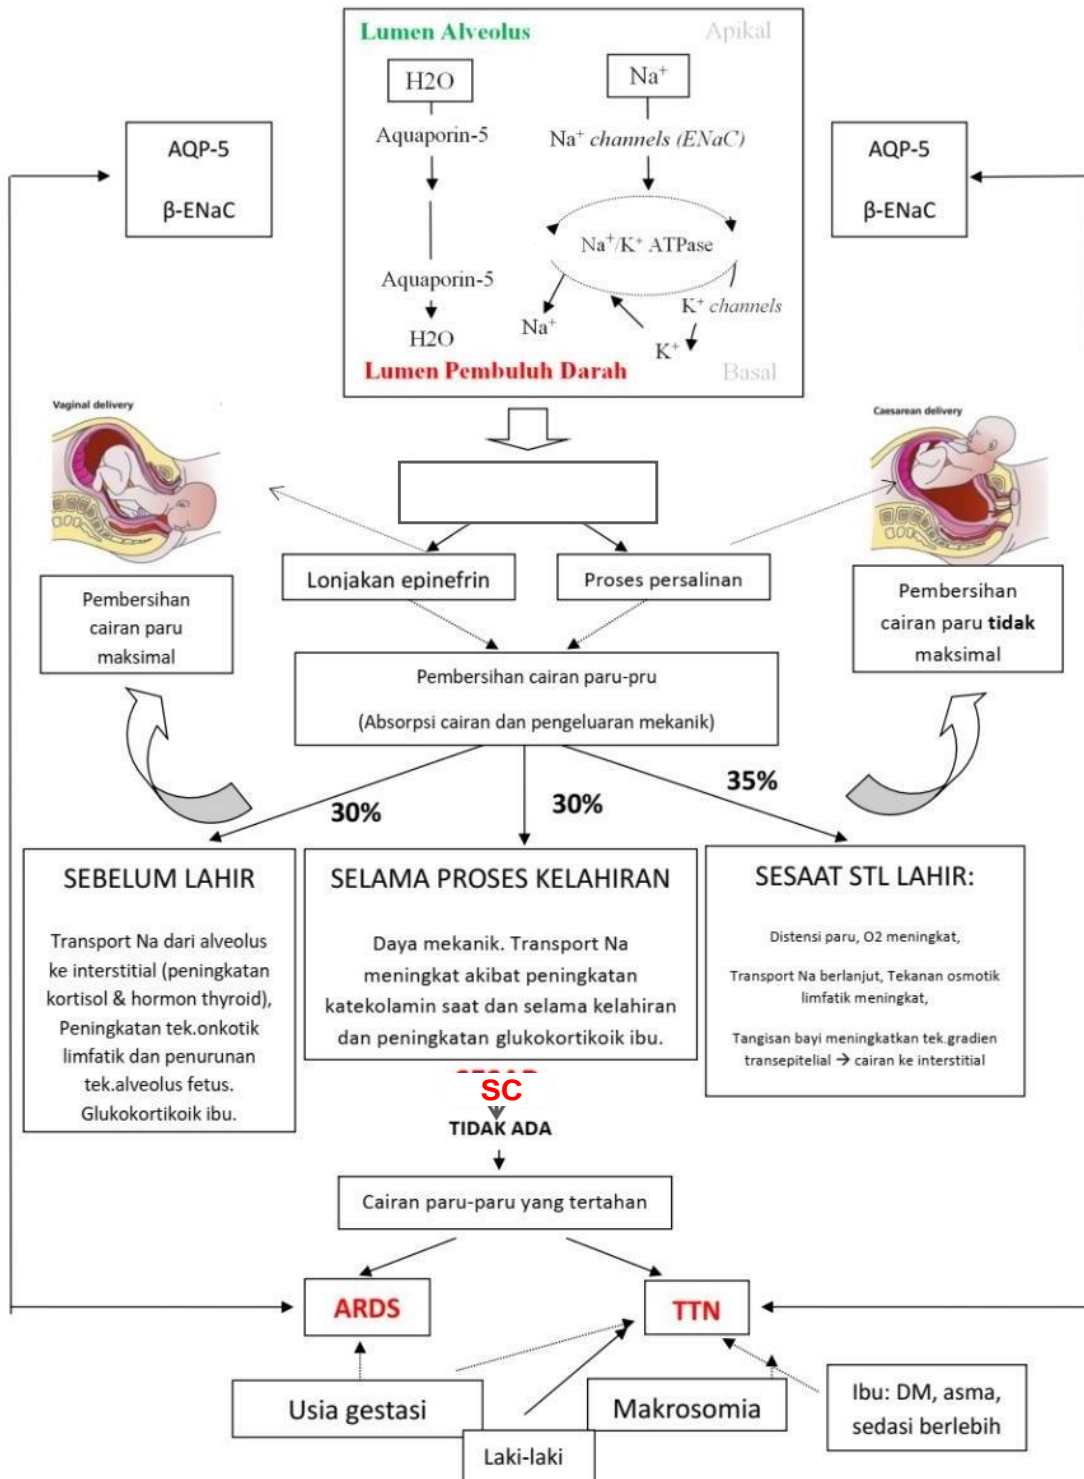 Lumen Alveolus
Apikal
H2O
Na⁺
Aquaporin-5
Na⁺ channels (ENaC)
AQP-5
β-ENaC
AQP-5
β-ENaC
Na⁺/K⁺ ATPase
Aquaporin-5
K⁺ channels
H2O
Na⁺
K⁺
Lumen Pembuluh Darah
Basal
Vaginal delivery
Caesarean delivery
Lonjakan epinefrin
Proses persalinan
Pembersihan
cairan paru
maksimal
Pembersihan
cairan paru tidak
maksimal
Pembersihan cairan paru-pru
(Absorpsi cairan dan pengeluaran mekanik)
30%
30%
35%
SEBELUM LAHIR
Transport Na dari alveolus
ke interstitial (peningkatan
kortisol & hormon thyroid),
Peningkatan tek.onkotik
limfatik dan penurunan
tek.alveolus fetus.
Glukokortikoik ibu.
SELAMA PROSES KELAHIRAN
Daya mekanik. Transport Na
meningkat akibat peningkatan
katekolamin saat dan selama kelahiran
dan peningkatan glukokortikoik ibu.
SESAAT STL LAHIR:
Distensi paru, O2 meningkat,
Transport Na berlanjut, Tekanan osmotik
limfatik meningkat,
Tangisan bayi meningkatkan tek.gradien
transepitelial → cairan ke interstitial
SC
TIDAK ADA
Cairan paru-paru yang tertahan
ARDS
TTN
Usia gestasi
Makrosomia
Ibu: DM, asma,
sedasi berlebih
Laki-laki